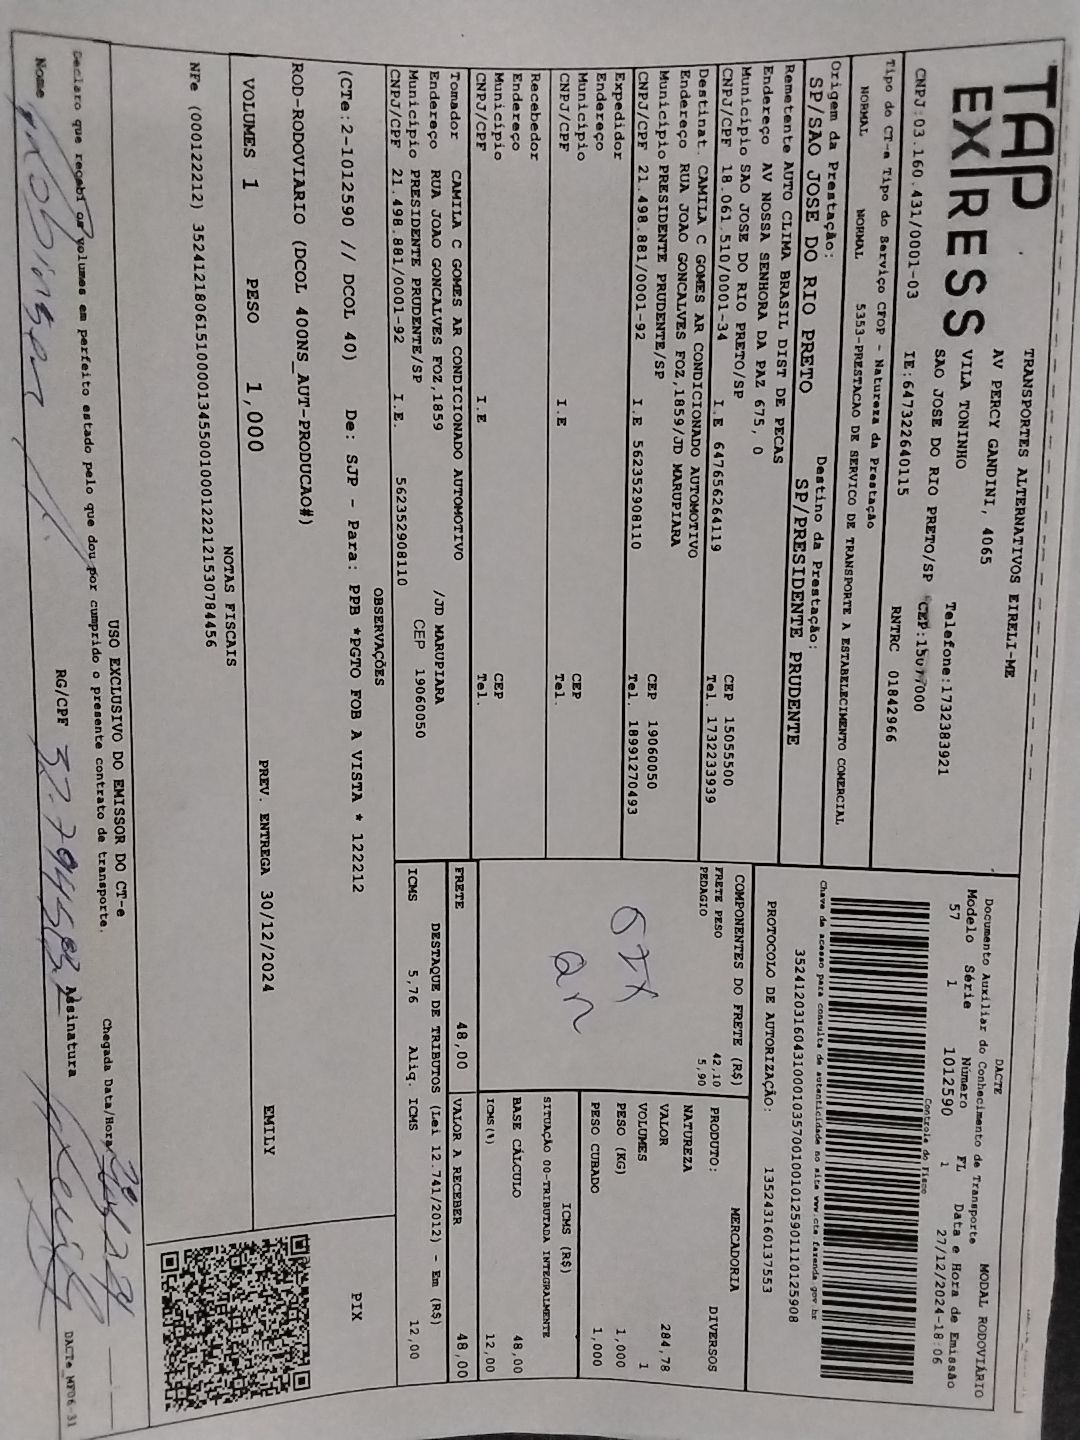 TAP EXPRESS
TRANSPORTES ALTERNATIVOS EIRELI-ME
AV PERCY GANDINI, 4065
VILA TONINHO Telefone:1732383921
SAO JOSE DO RIO PRETO/SP
CNPJ:03.160.431/0001-03 IE:647322640115 RNTRC 01842966
Tipo do CT-e Tipo do Serviço CFOP - Natureza da Prestação
NORMAL NORMAL 5353-PRESTACAO DE SERVICO DE TRANSPORTE A ESTABELECIMENTO COMERCIAL
Origem da Prestação: Destino da Prestação:
SP/SAO JOSE DO RIO PRETO SP/PRESIDENTE PRUDENTE
Remetente AUTO CLIMA BRASIL DIST DE PECAS
Endereço AV NOSSA SENHORA DA PAZ 675, 0
Municipio SAO JOSE DO RIO PRETO/SP CEP 15055500
CNPJ/CPF 18.061.510/0001-34 I.E 647656264119 Tel. 1732233939
Destinat. CAMILA C GOMES AR CONDICIONADO AUTOMOTIVO
Endereço RUA JOAO GONCALVES FOZ,1859/JD MARUPIARA
Municipio PRESIDENTE PRUDENTE/SP CEP 19060050
CNPJ/CPF 21.498.881/0001-92 I.E 562352908110 Tel. 18991270493
Expedidor
Endereço
Municipio CEP
CNPJ/CPF I.E Tel.
Recebedor
Endereço
Municipio CEP
CNPJ/CPF I.E Tel.
Tomador CAMILA C GOMES AR CONDICIONADO AUTOMOTIVO
Endereço RUA JOAO GONCALVES FOZ,1859 /JD MARUPIARA
Municipio PRESIDENTE PRUDENTE/SP CEP 19060050
CNPJ/CPF 21.498.881/0001-92 I.E. 562352908110
DACTE MODAL RODOVIÁRIO
Documento Auxiliar do Conhecimento de Transporte
Modelo Série Número FL Data e Hora de Emissão
57 1 1012590 1 27/12/2024-18:06
Controle do Fisco
Chave de acesso para consulta de autenticidade no site www.cte.fazenda.gov.br
35241203160431000103570010010125901110125908
PROTOCOLO DE AUTORIZAÇÃO: 135243160137553
COMPONENTES DO FRETE (R$)
FRETE PESO 42,10
PEDAGIO 5,90
MERCADORIA
PRODUTO: DIVERSOS
NATUREZA
VALOR 284,78
VOLUMES 1
PESO (KG) 1,000
PESO CUBADO 1,000
ICMS (R$)
SITUAÇÃO 00-TRIBUTADA INTEGRALMENTE
BASE CÁLCULO 48,00
ICMS(%) 12,00
FRETE 48,00 VALOR A RECEBER 48,00
DESTAQUE DE TRIBUTOS (Lei 12.741/2012) - Em (R$)
ICMS 5,76 Aliq. ICMS 12,00
OBSERVAÇÕES
(CTe:2-1012590 // DCOL 40) De: SJP - Para: PPB *PGTO FOB A VISTA * 122212
ROD-RODOVIARIO (DCOL 400NS_AUT-PRODUCAO#)
PIX
VOLUMES 1 PESO 1,000 PREV. ENTREGA 30/12/2024 EMILY
NOTAS FISCAIS
NFe (000122212) 35241218061510000134550010001222121530784456
USO EXCLUSIVO DO EMISSOR DO CT-e
Declaro que recebi os volumes em perfeito estado pelo que dou por cumprido o presente contrato de transporte.
Chegada Data/Hora
Nome RG/CPF Assinatura
DACTe_MF06-31